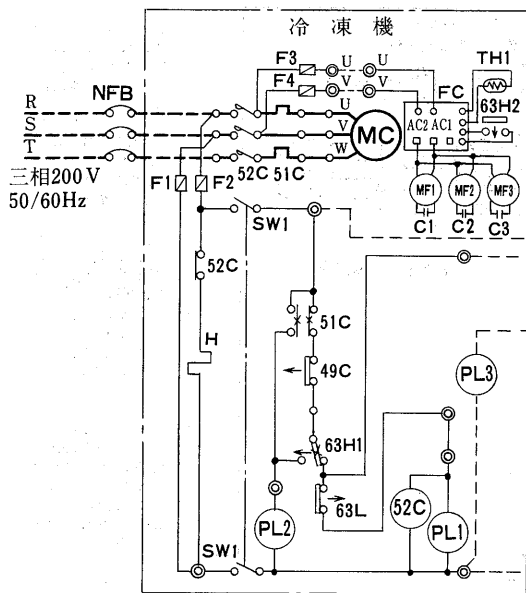 冷凍機
F3 U U
F4 V V
TH1
FC
63H2
NFB
R
S
T
U
V
W
MC
AC2 AC1
52C 51C
三相200V
50/60Hz
F1 F2
SW1
MF1 MF2 MF3
C1 C2 C3
52C
51C
H
49C
PL3
63H1
63L
52C
PL2
PL1
SW1